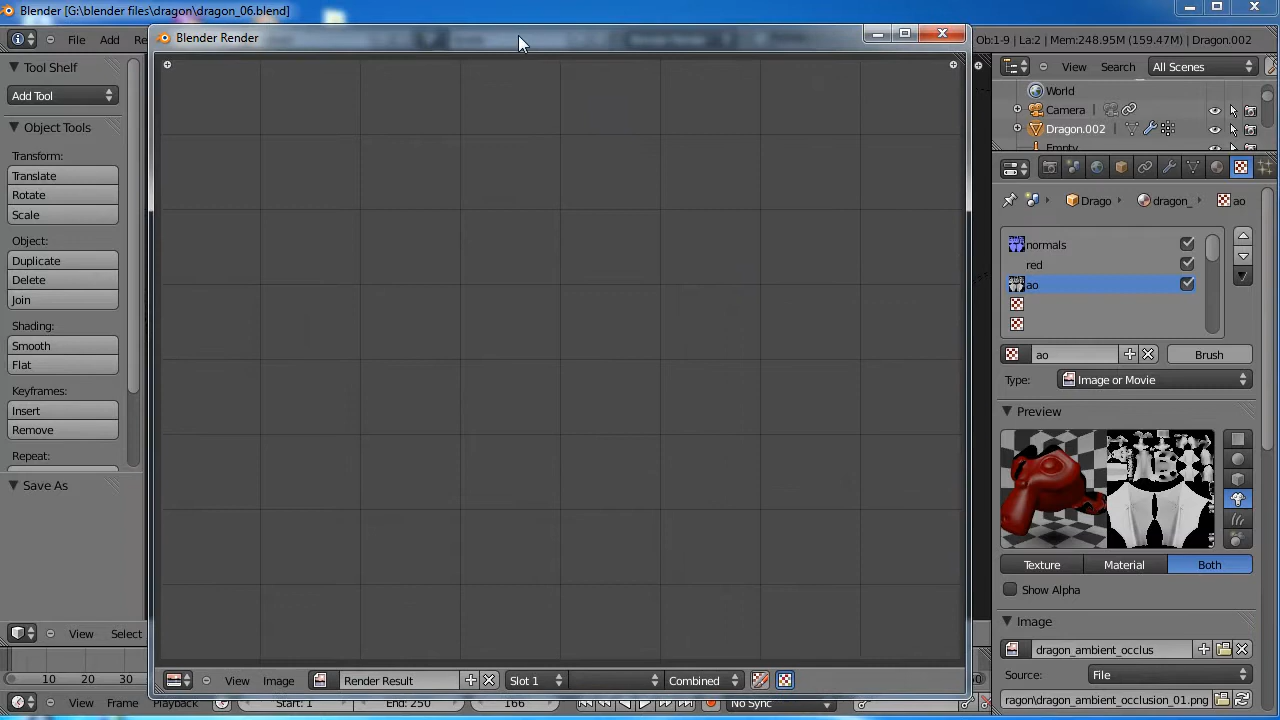 Blender [G:\blender files\dragon\dragon_06.blend]
File
Add
Blender Render
Ob:1-9 | La:2 | Mem:248.95M (159.47M) | Dragon.002
Tool Shelf
Add Tool
Object Tools
Transform:
Translate
Rotate
Scale
Object:
Duplicate
Delete
Join
Shading:
Smooth
Flat
Keyframes:
Insert
Remove
Repeat:
Save As
View
Select
View
Search
All Scenes
World
Camera
Dragon.002
Empty
Drago
dragon_
ao
normals
red
ao
ao
Brush
Type:
Image or Movie
Preview
Texture
Material
Both
Show Alpha
Image
dragon_ambient_occlus
Source:
File
ragon\dragon_ambient_occlusion_01.png
View
Image
Render Result
Slot 1
Combined
10
20
30
View
Frame
Playback
Start: 1
End: 250
166
No Sync